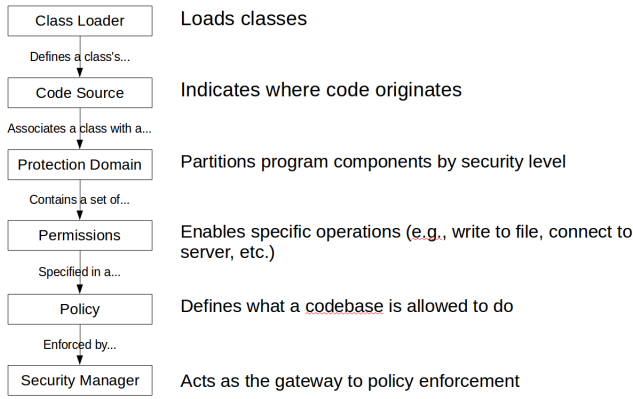 Class Loader
Loads classes
Defines a class's...
Code Source
Indicates where code originates
Associates a class with a...
Protection Domain
Partitions program components by security level
Contains a set of...
Permissions
Enables specific operations (e.g., write to file, connect to
server, etc.)
Specified in a...
Policy
Defines what a codebase is allowed to do
Enforced by...
Security Manager
Acts as the gateway to policy enforcement